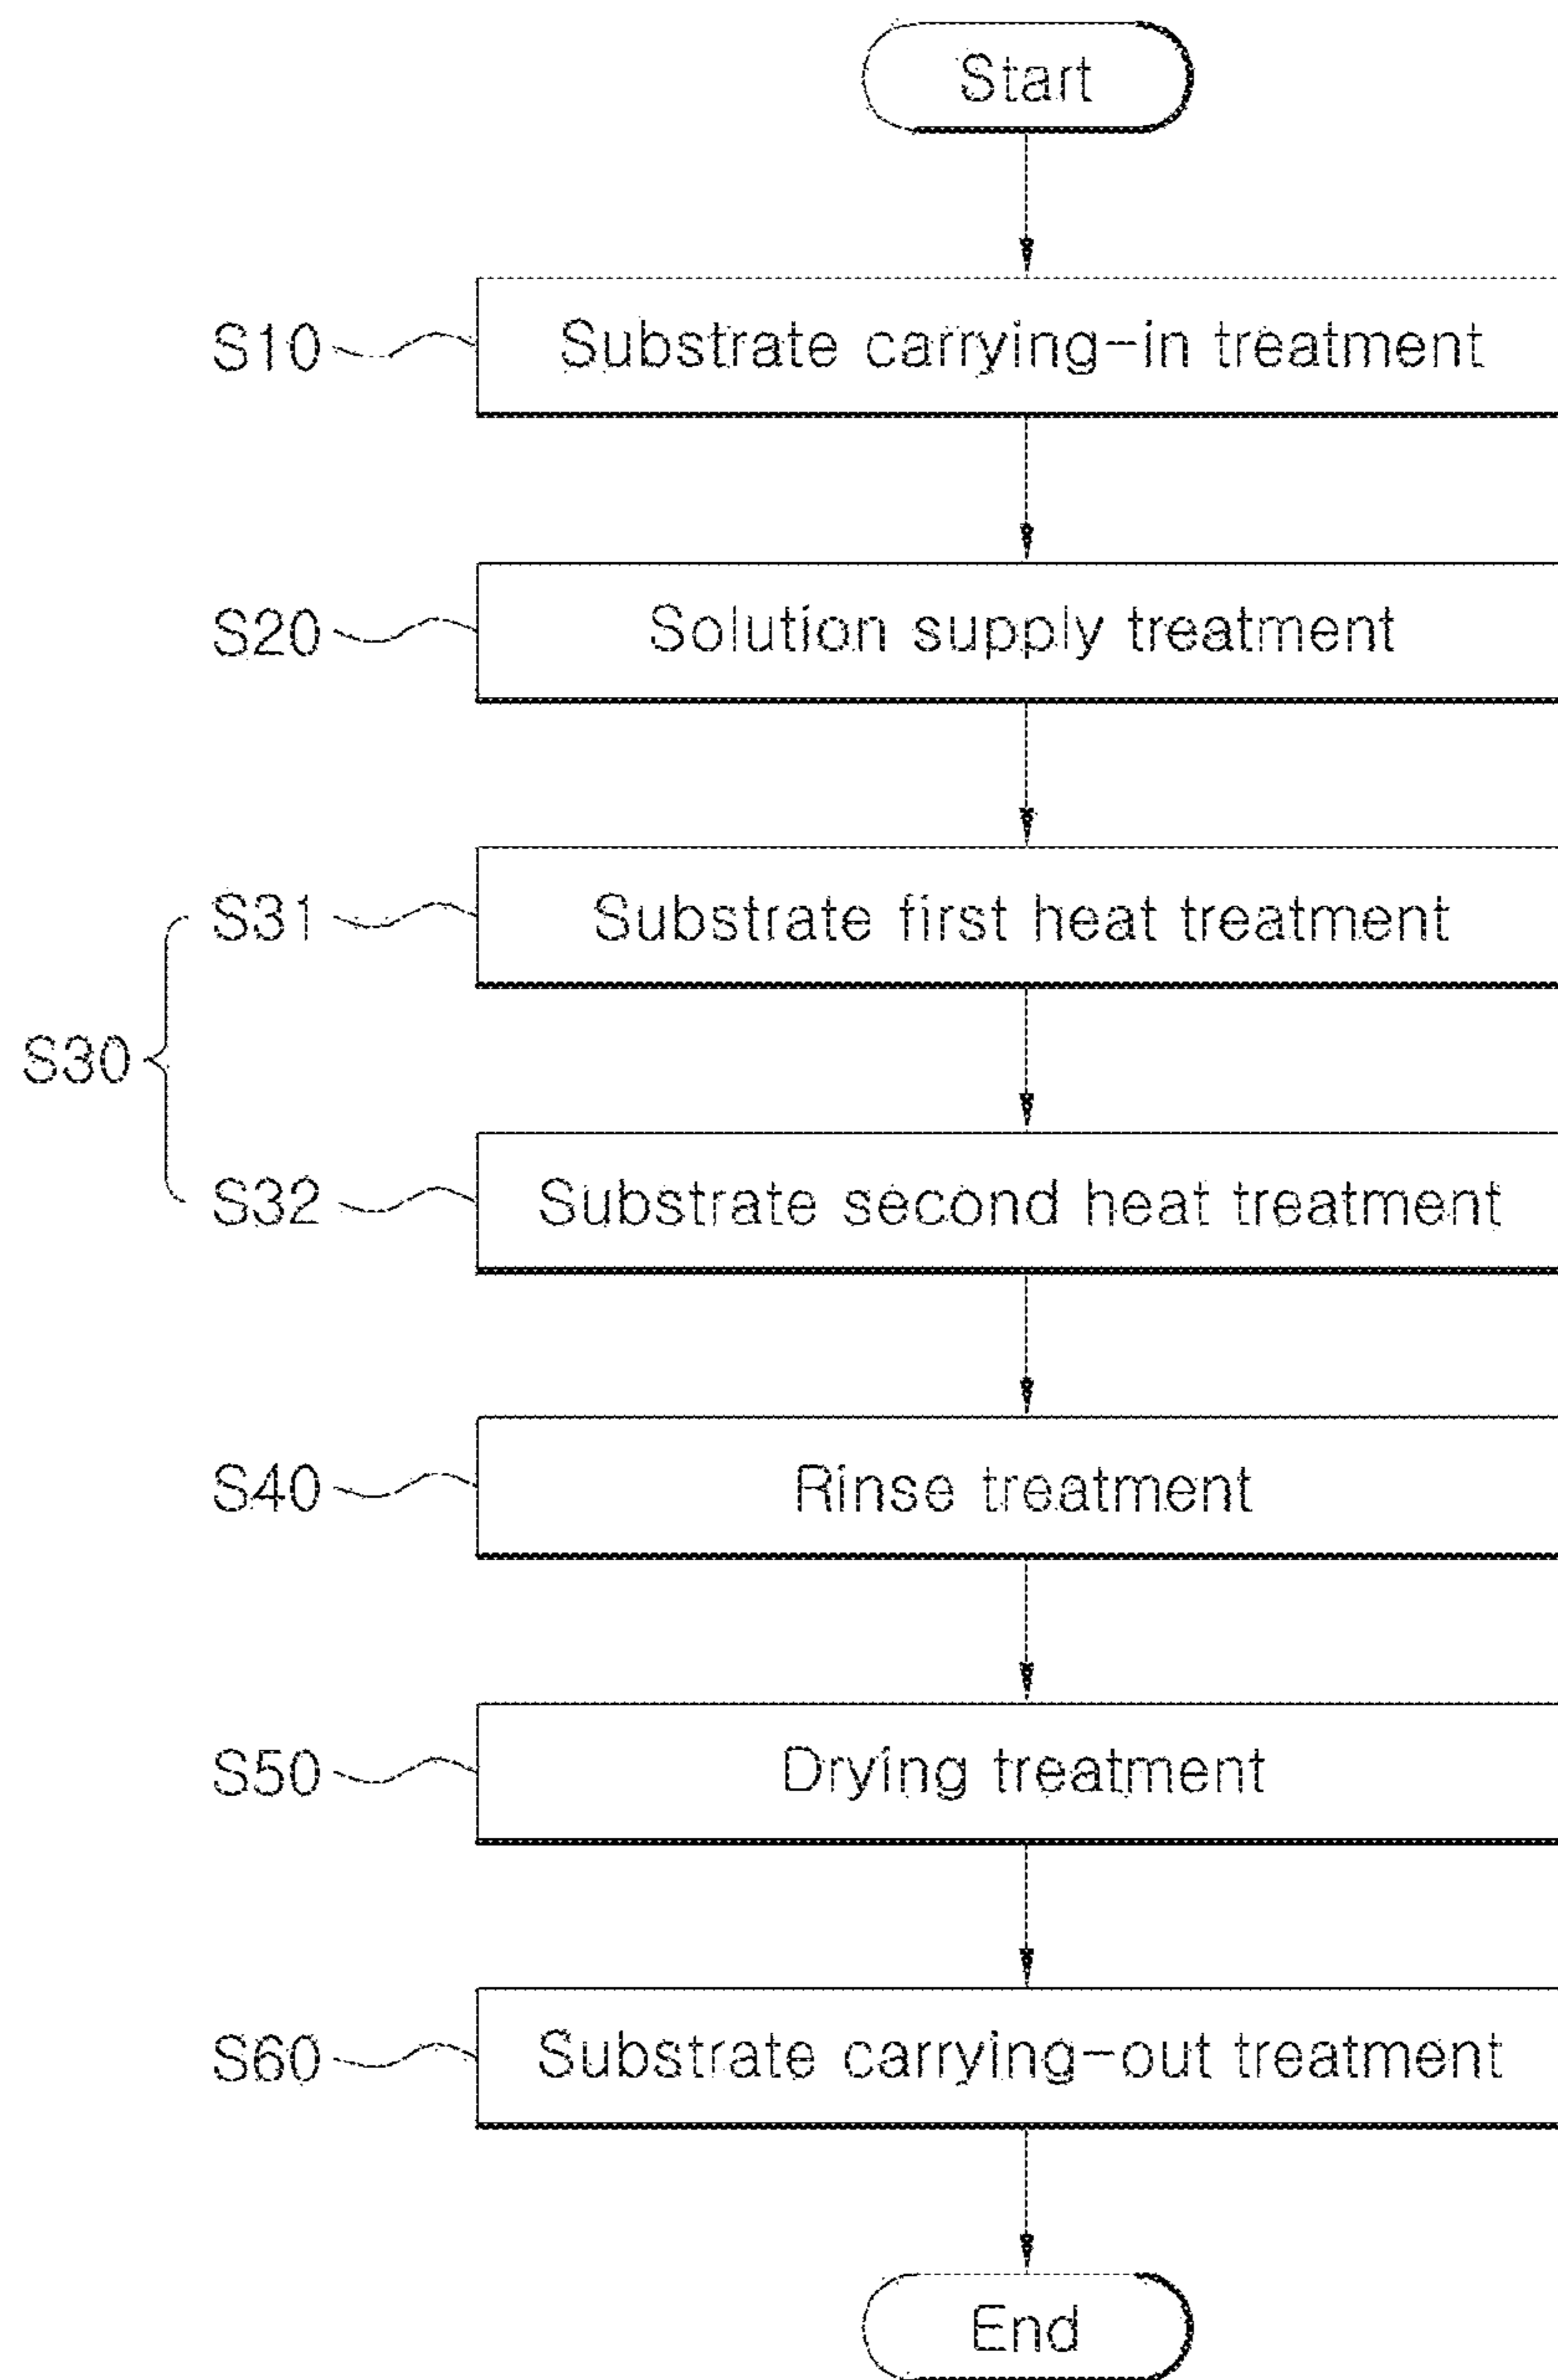 Start
S10 Substrate carrying-in treatment
S20 Solution supply treatment
S31 Substrate first heat treatment
S30
S32 Substrate second heat treatment
S40 Rinse treatment
S50 Drying treatment
S60 Substrate carrying-out treatment
End